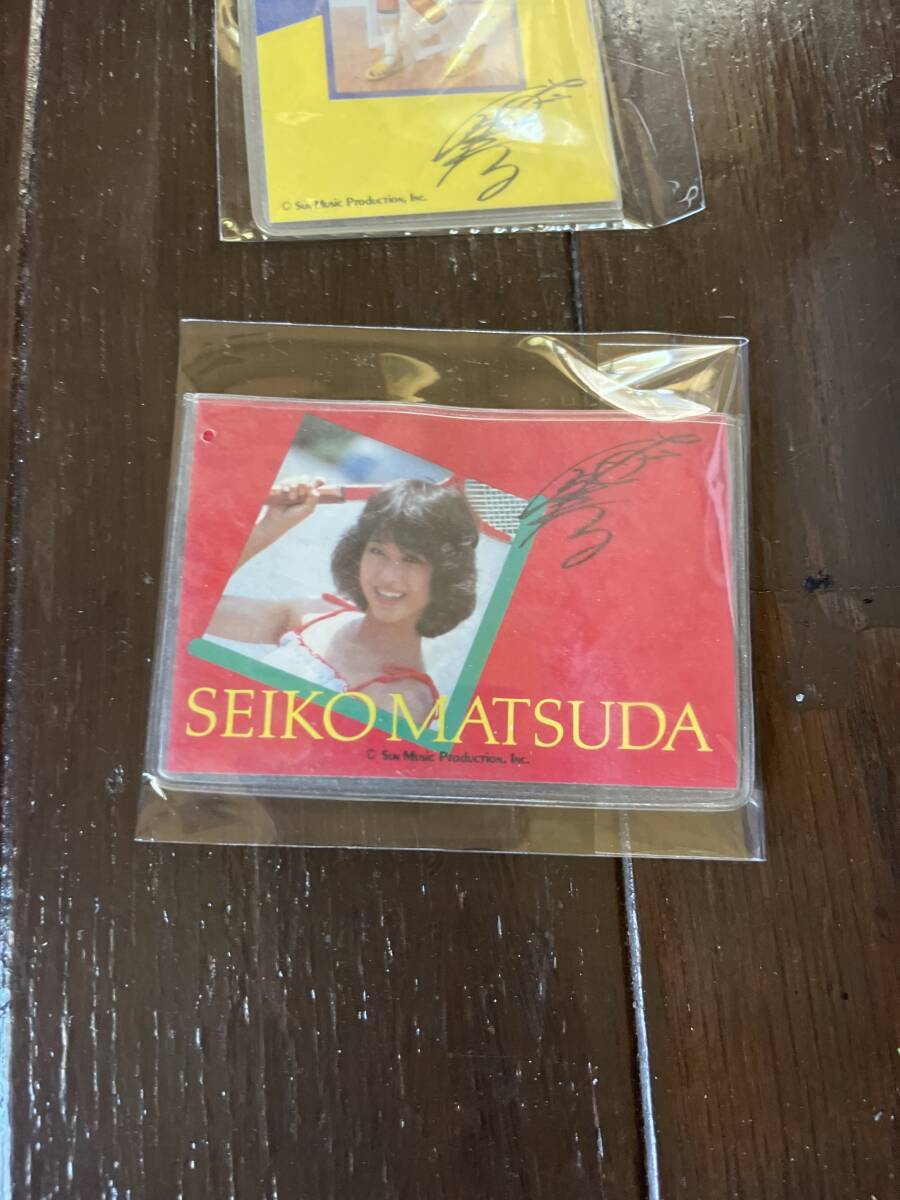 © Sun Music Production, Inc.
SEIKO MATSUDA
© Sun Music Production, Inc.